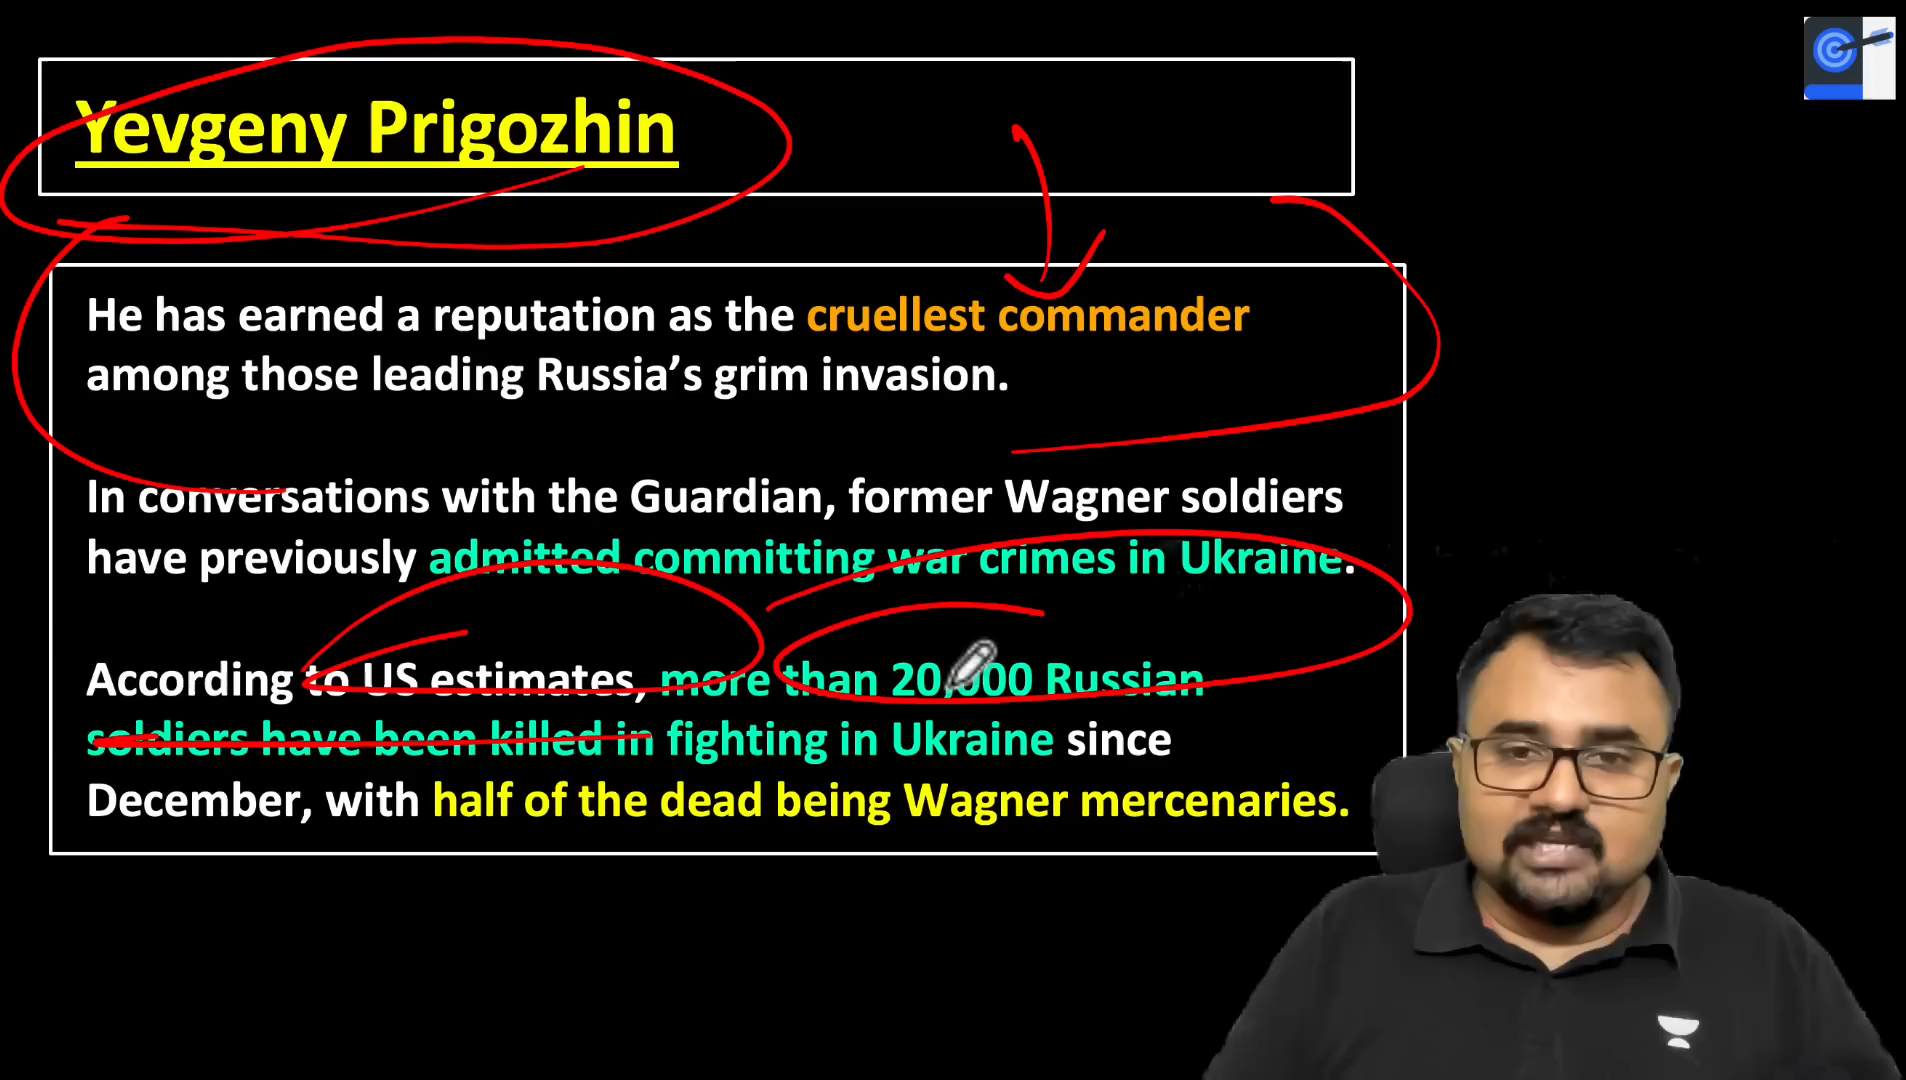 Yevgeny Prigozhin
He has earned a reputation as the cruellest commander
among those leading Russia’s grim invasion.
In conversations with the Guardian, former Wagner soldiers
have previously admitted committing war crimes in Ukraine.
According to US estimates, more than 20,000 Russian
soldiers have been killed in fighting in Ukraine since
December, with half of the dead being Wagner mercenaries.